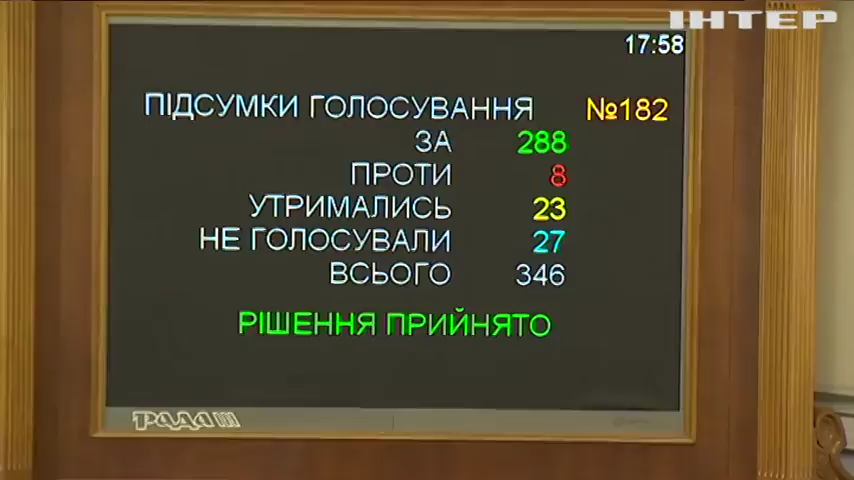 ІНТЕР
17:58
ПІДСУМКИ ГОЛОСУВАННЯ №182
ЗА 288
ПРОТИ 8
УТРИМАЛИСЬ 23
НЕ ГОЛОСУВАЛИ 27
ВСЬОГО 346
РІШЕННЯ ПРИЙНЯТО
РАДА